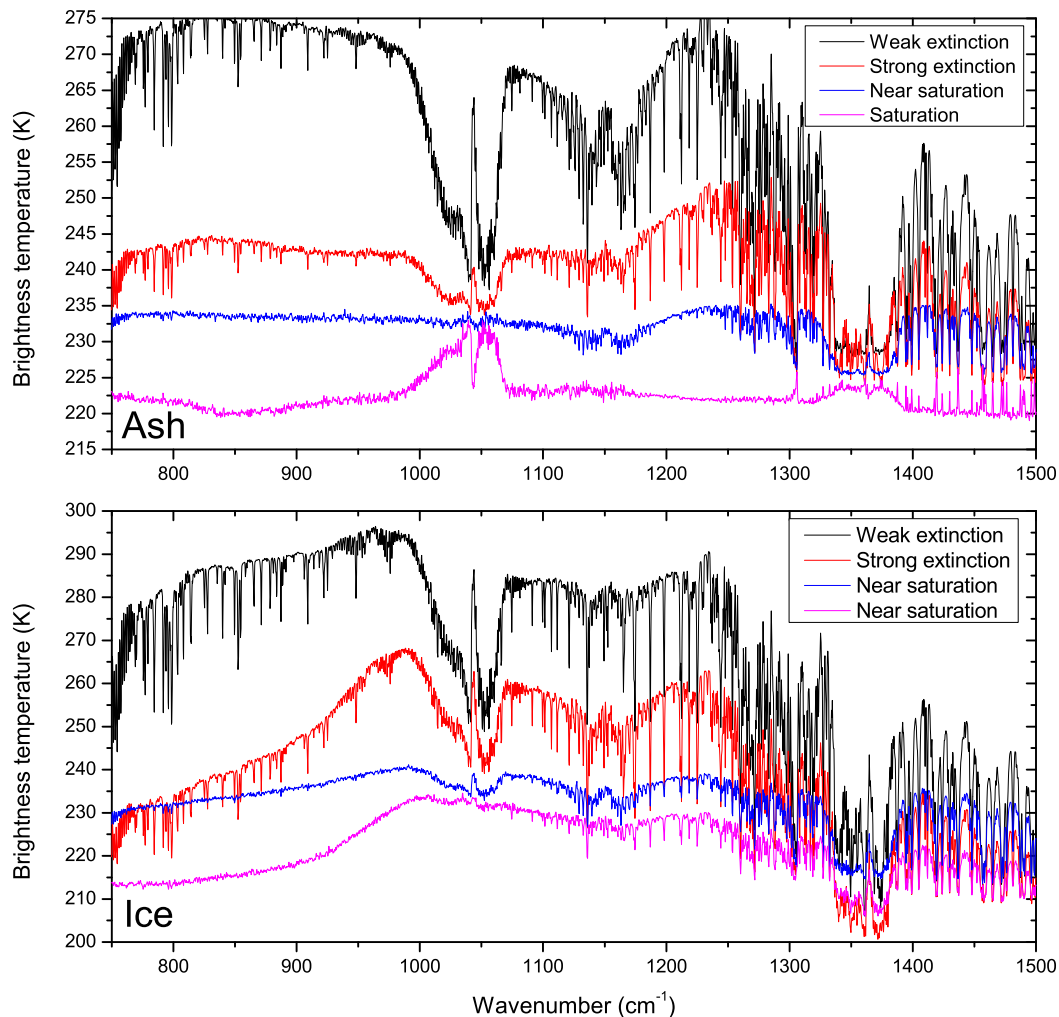 275
270
265
260
255
250
245
240
235
230
225
220
215
Brightness temperature (K)
Weak extinction
Strong extinction
Near saturation
Saturation
Ash
800 900 1000 1100 1200 1300 1400 1500
300
290
280
270
260
250
240
230
220
210
200
Brightness temperature (K)
Weak extinction
Strong extinction
Near saturation
Near saturation
Ice
800 900 1000 1100 1200 1300 1400 1500
Wavenumber (cm⁻¹)